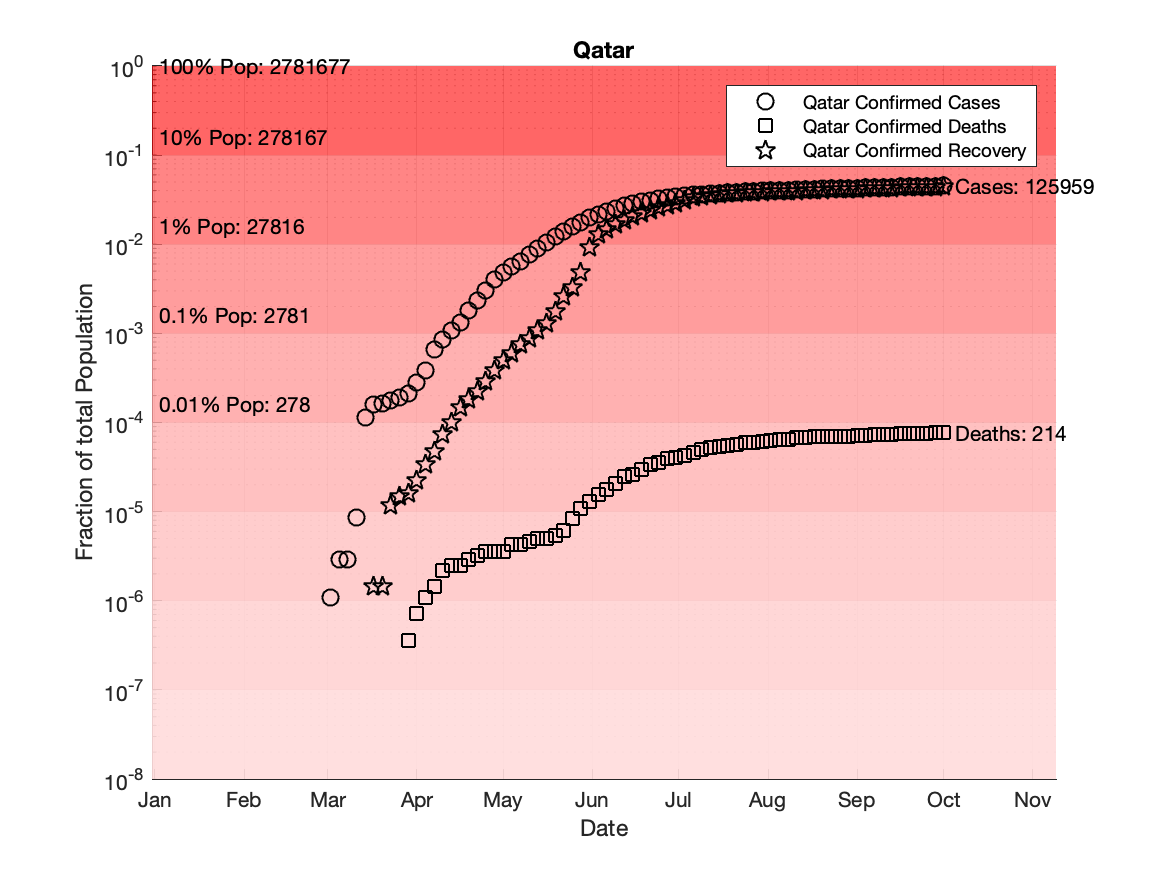 Qatar
10^0
10^-1
10^-2
10^-3
10^-4
10^-5
10^-6
10^-7
10^-8
Fraction of total Population
100% Pop: 2781677
10% Pop: 278167
1% Pop: 27816
0.1% Pop: 2781
0.01% Pop: 278
Qatar Confirmed Cases
Qatar Confirmed Deaths
Qatar Confirmed Recovery
Cases: 125959
Deaths: 214
Jan Feb Mar Apr May Jun Jul Aug Sep Oct Nov
Date